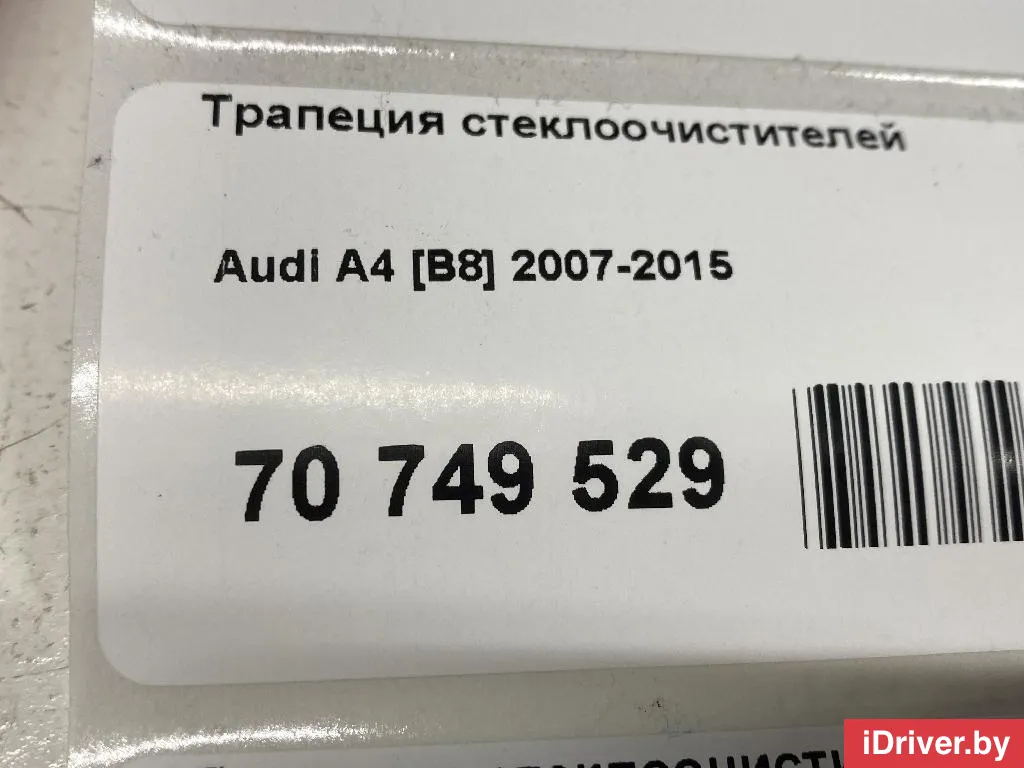 Трапеция стеклоочистителей
Audi A4 [B8] 2007-2015
70 749 529
iDriver.by